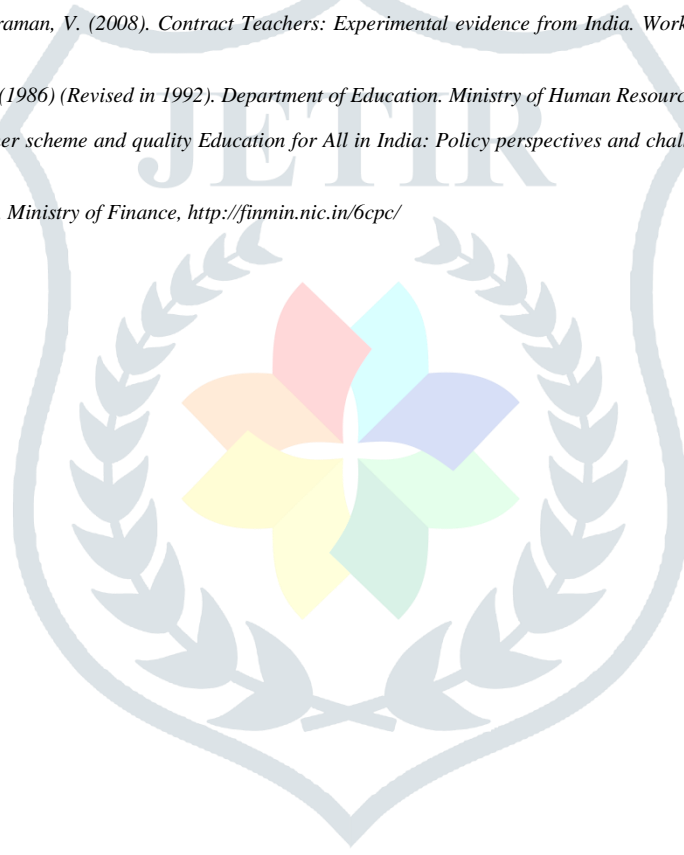 raman, V. (2008). Contract Teachers: Experimental evidence from India. Work
(1986) (Revised in 1992). Department of Education. Ministry of Human Resourc
er scheme and quality Education for All in India: Policy perspectives and chal
JETIR
. Ministry of Finance, http://finmin.nic.in/6cpc/